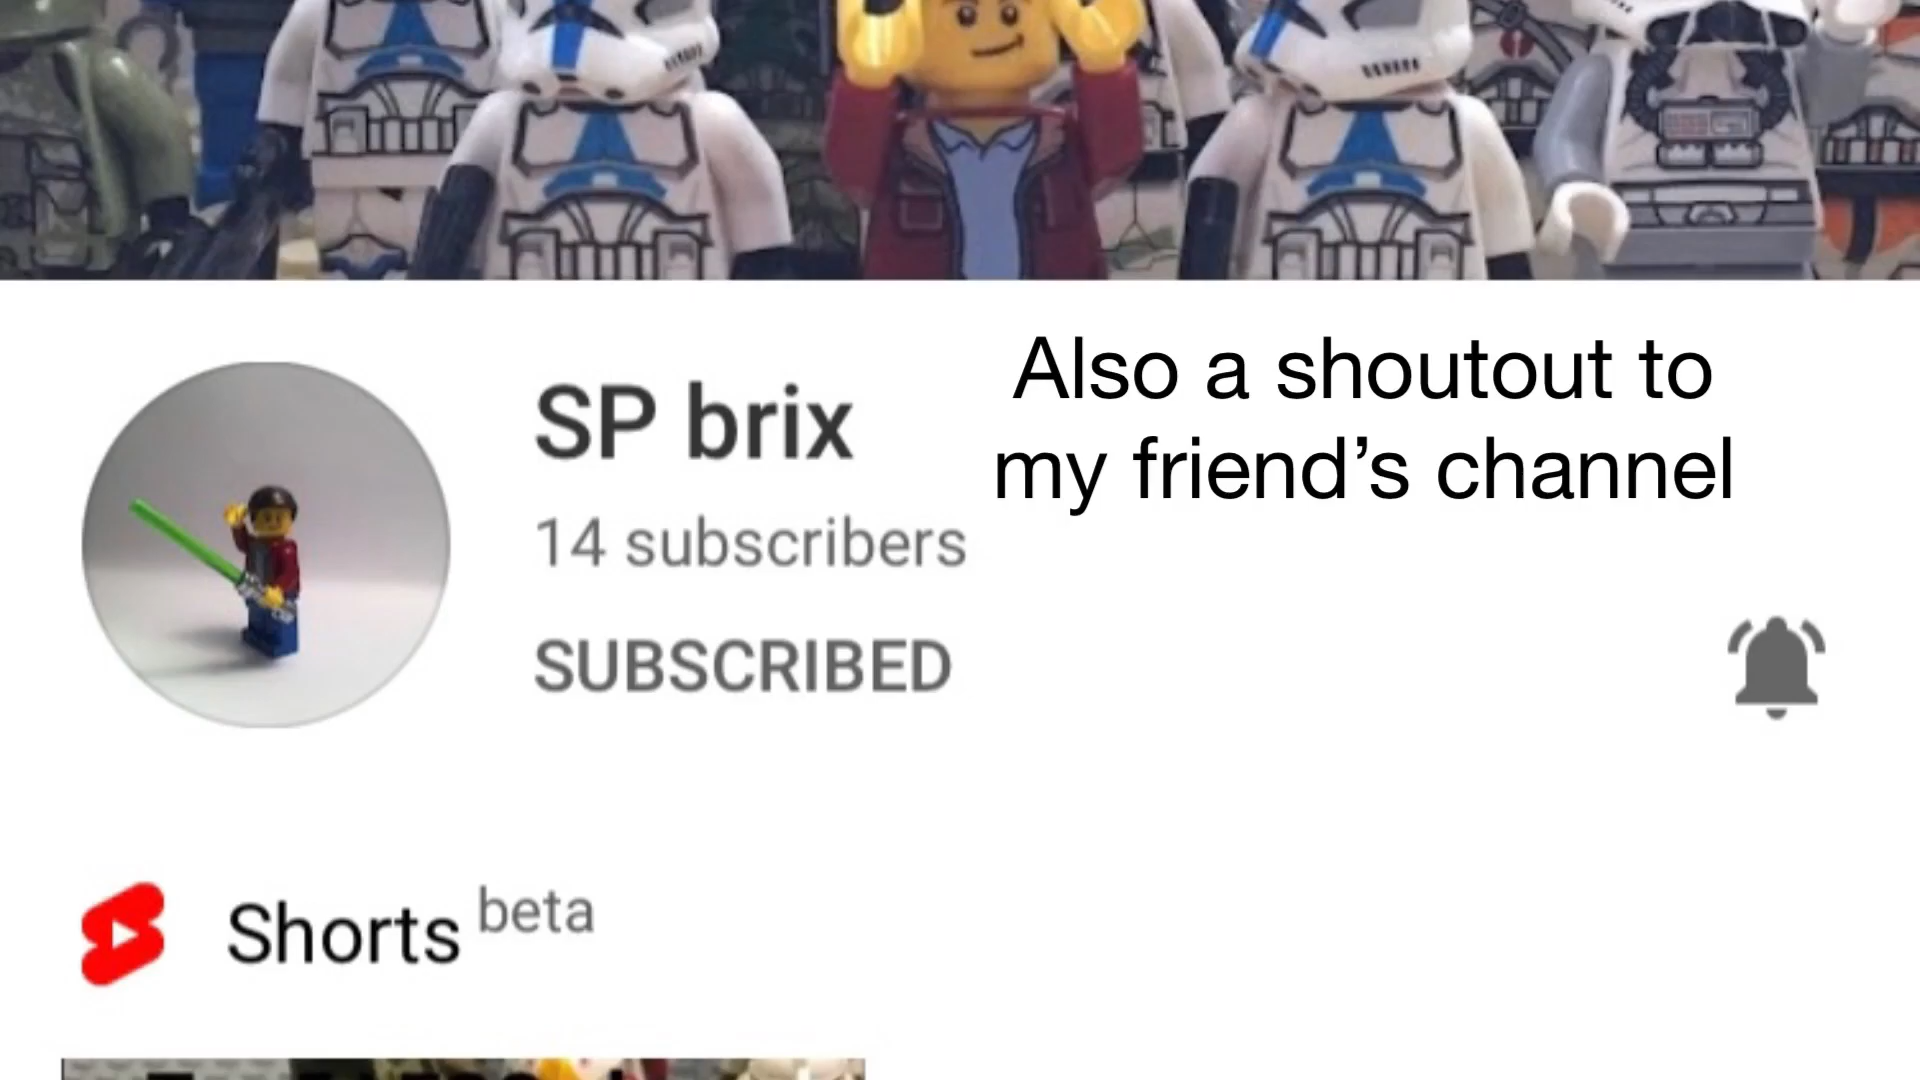 SP brix
Also a shoutout to
my friend’s channel
14 subscribers
SUBSCRIBED
Shorts beta